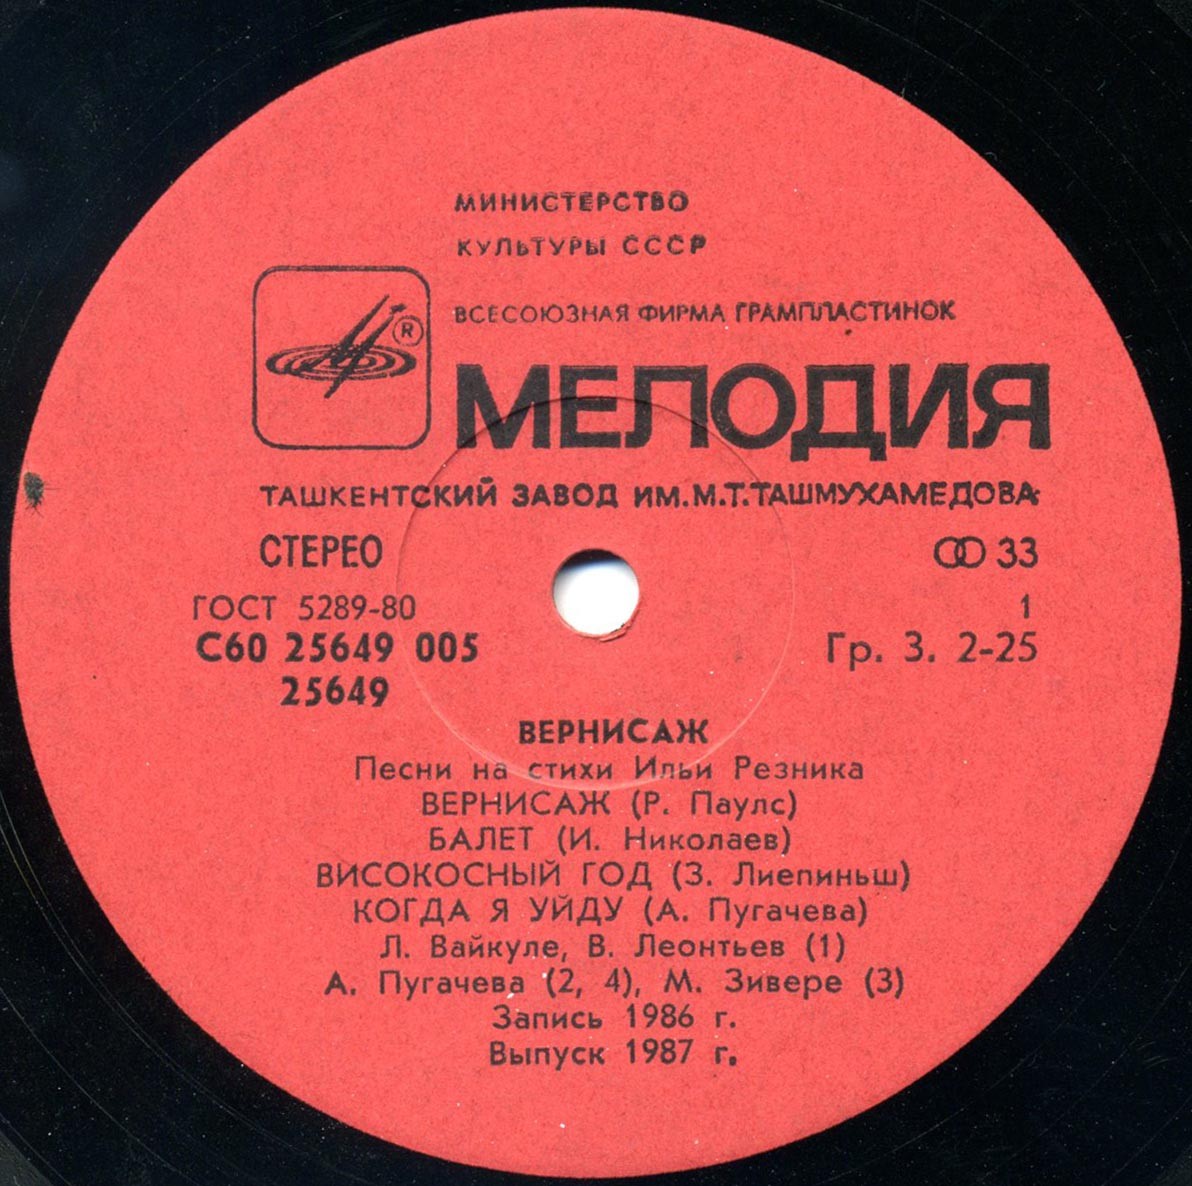 МИНИСТЕРСТВО
КУЛЬТУРЫ СССР
ВСЕСОЮЗНАЯ ФИРМА ГРАМПЛАСТИНОК
®
МЕЛОДИЯ
ТАШКЕНТСКИЙ ЗАВОД ИМ.М.Т.ТАШМУХАМЕДОВА
СТЕРЕО 33
ГОСТ 5289-80 1
С60 25649 005 Гр. 3. 2-25
25649
ВЕРНИСАЖ
Песни на стихи Ильи Резника
ВЕРНИСАЖ (Р. Паулс)
БАЛЕТ (И. Николаев)
ВИСОКОСНЫЙ ГОД (З. Лиепиньш)
КОГДА Я УЙДУ (А. Пугачева)
Л. Вайкуле, В. Леонтьев (1)
А. Пугачева (2, 4), М. Зивере (3)
Запись 1986 г.
Выпуск 1987 г.